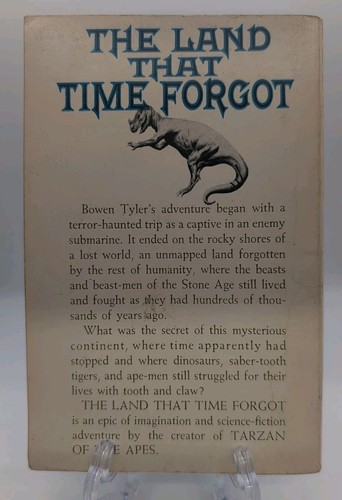 THE LAND
THAT
TIME FORGOT
Bowen Tyler's adventure began with a
terror-haunted trip as a captive in an enemy
submarine. It ended on the rocky shores of
a lost world, an unmapped land forgotten
by the rest of humanity, where the beasts
and beast-men of the Stone Age still lived
and fought as they had hundreds of thou-
sands of years ago.
What was the secret of this mysterious
continent, where time apparently had
stopped and where dinosaurs, saber-tooth
tigers, and ape-men still struggled for their
lives with tooth and claw?
THE LAND THAT TIME FORGOT
is an epic of imagination and science-fiction
adventure by the creator of TARZAN
OF THE APES.